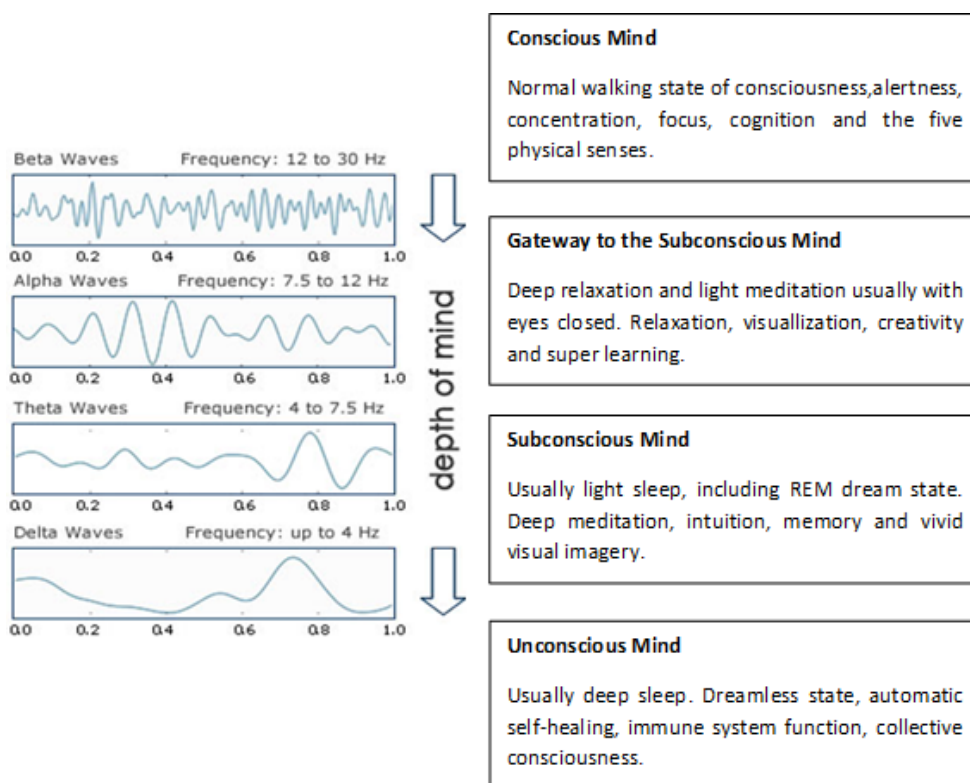 Beta Waves Frequency: 12 to 30 Hz
0.0 0.2 0.4 0.6 0.8 1.0
Alpha Waves Frequency: 7.5 to 12 Hz
0.0 0.2 0.4 0.6 0.8 1.0
Theta Waves Frequency: 4 to 7.5 Hz
0.0 0.2 0.4 0.6 0.8 1.0
Delta Waves Frequency: up to 4 Hz
0.0 0.2 0.4 0.6 0.8 1.0
depth of mind
Conscious Mind
Normal walking state of consciousness,alertness,
concentration, focus, cognition and the five
physical senses.
Gateway to the Subconscious Mind
Deep relaxation and light meditation usually with
eyes closed. Relaxation, visuallization, creativity
and super learning.
Subconscious Mind
Usually light sleep, including REM dream state.
Deep meditation, intuition, memory and vivid
visual imagery.
Unconscious Mind
Usually deep sleep. Dreamless state, automatic
self-healing, immune system function, collective
consciousness.